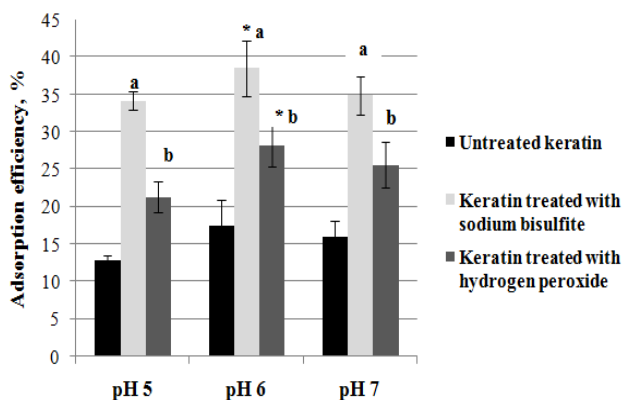 Adsorption efficiency, %
45
40
35
30
25
20
15
10
5
0
a
b
* a
* b
a
b
pH 5
pH 6
pH 7
Untreated keratin
Keratin treated with
sodium bisulfite
Keratin treated with
hydrogen peroxide